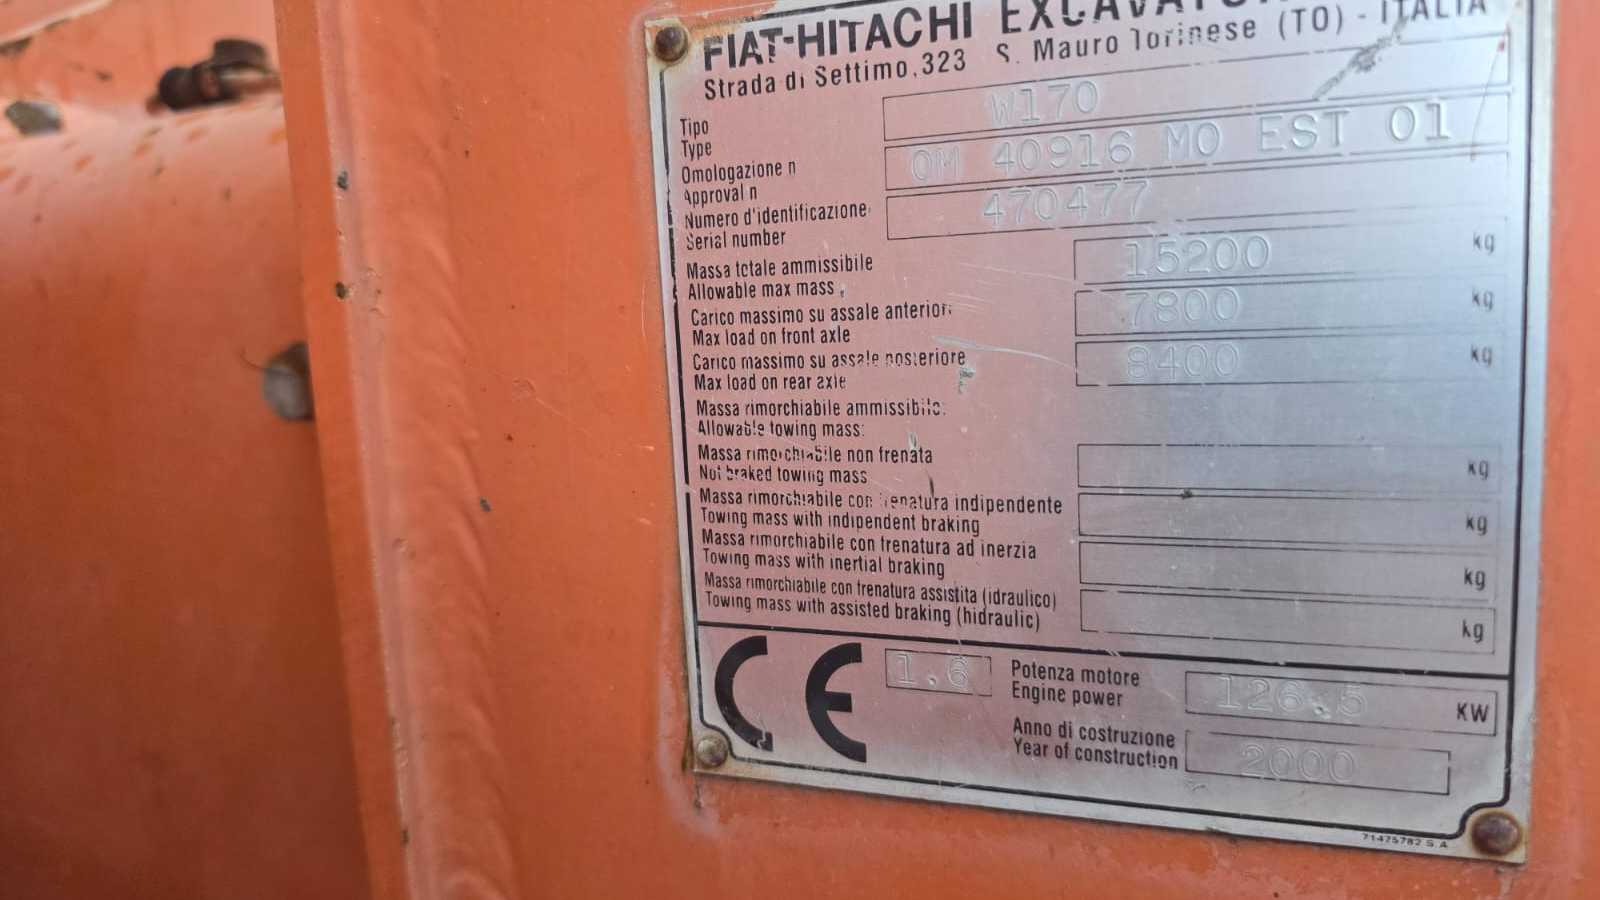 FIAT-HITACHI EXCAVATOR
Strada di Settimo, 323 S. Mauro Torinese (TO) - ITALIA
Tipo
Type
W170
Omologazione n
Approval n
OM 40916 MO EST 01
Numero d'identificazione
Serial number
470477
Massa totale ammissibile
Allowable max mass
15200 kg
Carico massimo su assale anteriore
Max load on front axle
7800 kg
Carico massimo su assale posteriore
Max load on rear axle
8400 kg
Massa rimorchiabile ammissibile:
Allowable towing mass:
Massa rimorchiabile non frenata
Not braked towing mass
kg
Massa rimorchiabile con frenatura indipendente
Towing mass with indipendent braking
kg
Massa rimorchiabile con frenatura ad inerzia
Towing mass with inertial braking
kg
Massa rimorchiabile con frenatura assistita (idraulico)
Towing mass with assisted braking (hidraulic)
kg
CE 1.6
Potenza motore
Engine power
126.5 KW
Anno di costruzione
Year of construction
2000
71475782 S.A